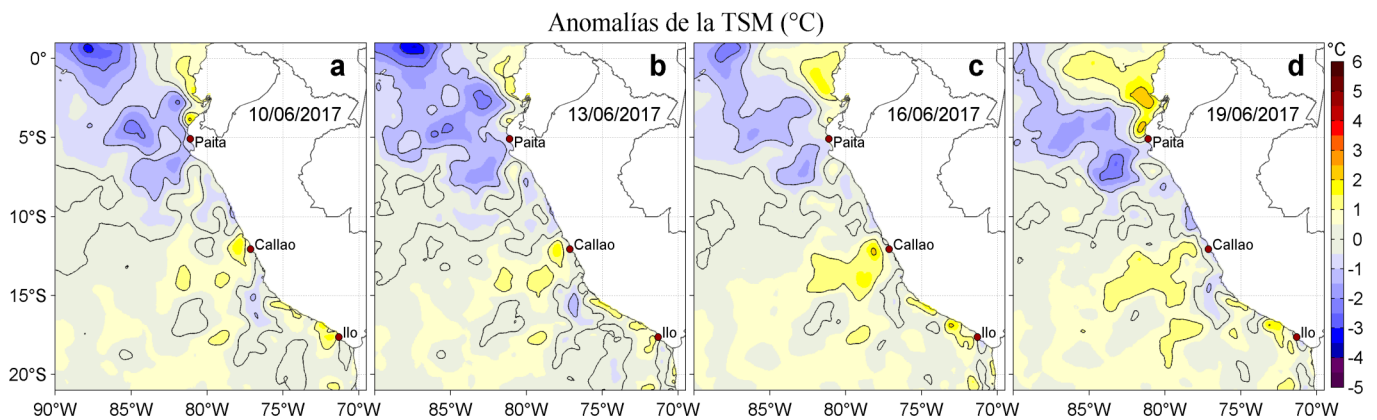 Anomalías de la TSM (°C)
a
b
c
d
10/06/2017
13/06/2017
16/06/2017
19/06/2017
Paita
Paita
Paita
Paita
Callao
Callao
Callao
Callao
Ilo
Ilo
Ilo
Ilo
0°
5°S
10°S
15°S
20°S
90°W 85°W 80°W 75°W 70°W
85°W 80°W 75°W 70°W
85°W 80°W 75°W 70°W
85°W 80°W 75°W 70°W
°C
6
5
4
3
2
1
0
-1
-2
-3
-4
-5